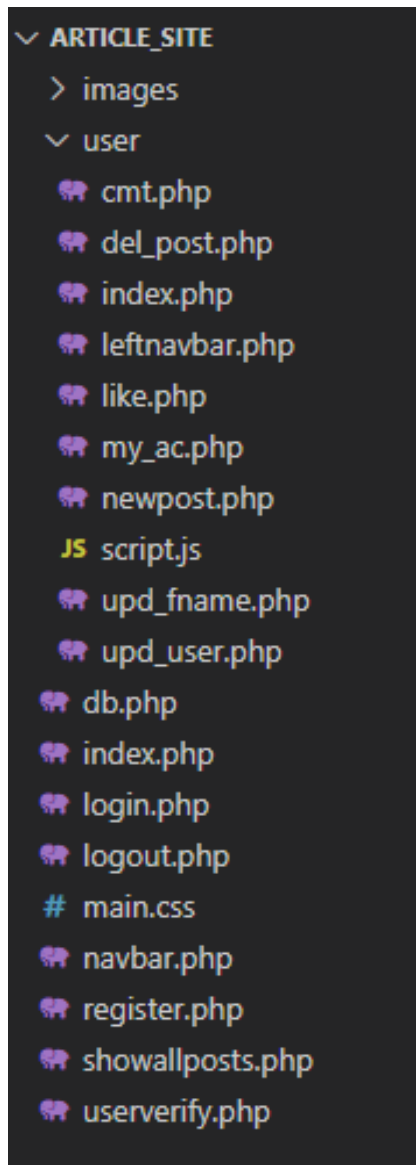 ARTICLE_SITE
images
user
cmt.php
del_post.php
index.php
leftnavbar.php
like.php
my_ac.php
newpost.php
JS script.js
upd_fname.php
upd_user.php
db.php
index.php
login.php
logout.php
# main.css
navbar.php
register.php
showallposts.php
userverify.php